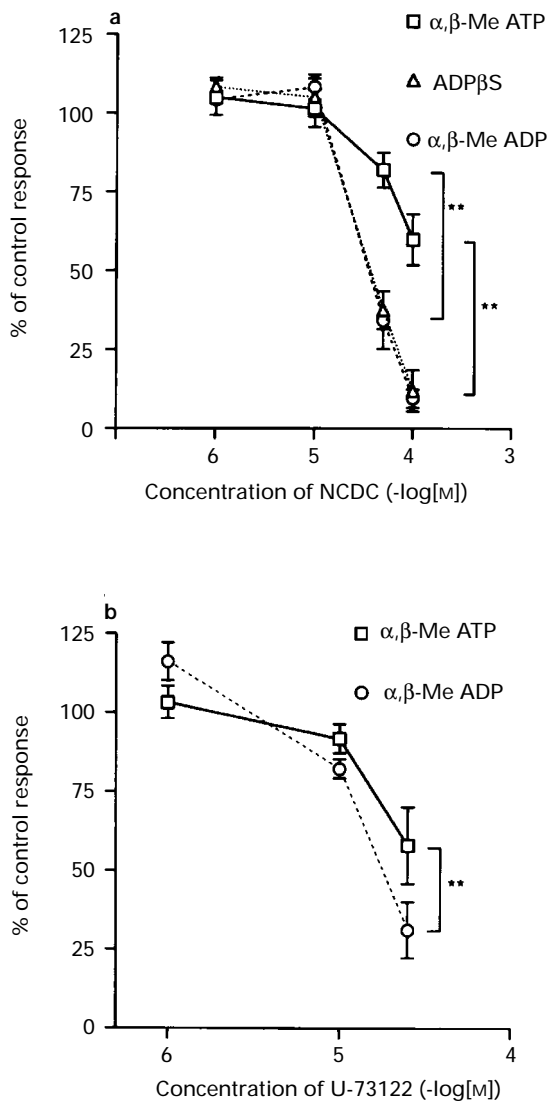 a
α,β-Me ATP
ADPβS
α,β-Me ADP
125
100
75
50
25
0
% of control response
**
**
6 5 4 3
Concentration of NCDC (-log[M])
b
α,β-Me ATP
α,β-Me ADP
125
100
75
50
25
0
% of control response
**
6 5 4
Concentration of U-73122 (-log[M])